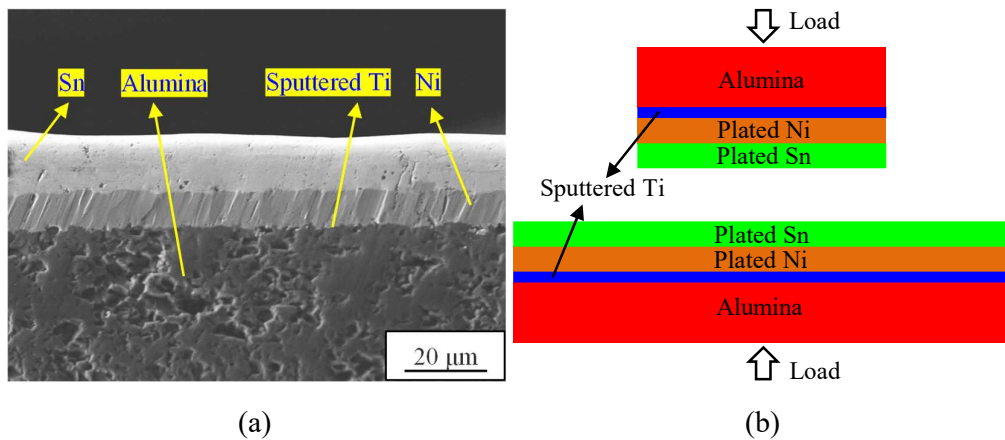 Sn Alumina Sputtered Ti Ni
20 μm
(a)
Load
Alumina
Plated Ni
Plated Sn
Sputtered Ti
Plated Sn
Plated Ni
Alumina
Load
(b)